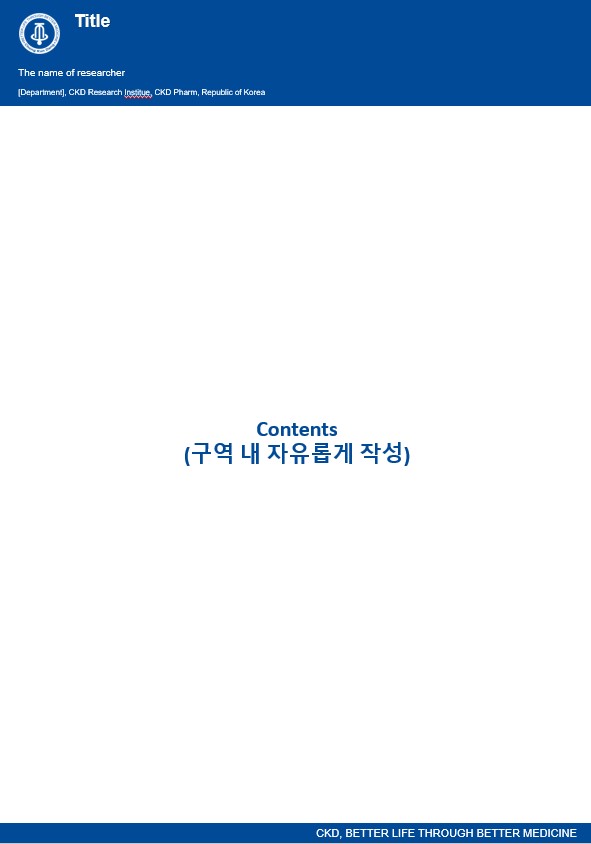 Title
The name of researcher
[Department], CKD Research Institue, CKD Pharm, Republic of Korea
Contents
(구역 내 자유롭게 작성)
CKD, BETTER LIFE THROUGH BETTER MEDICINE